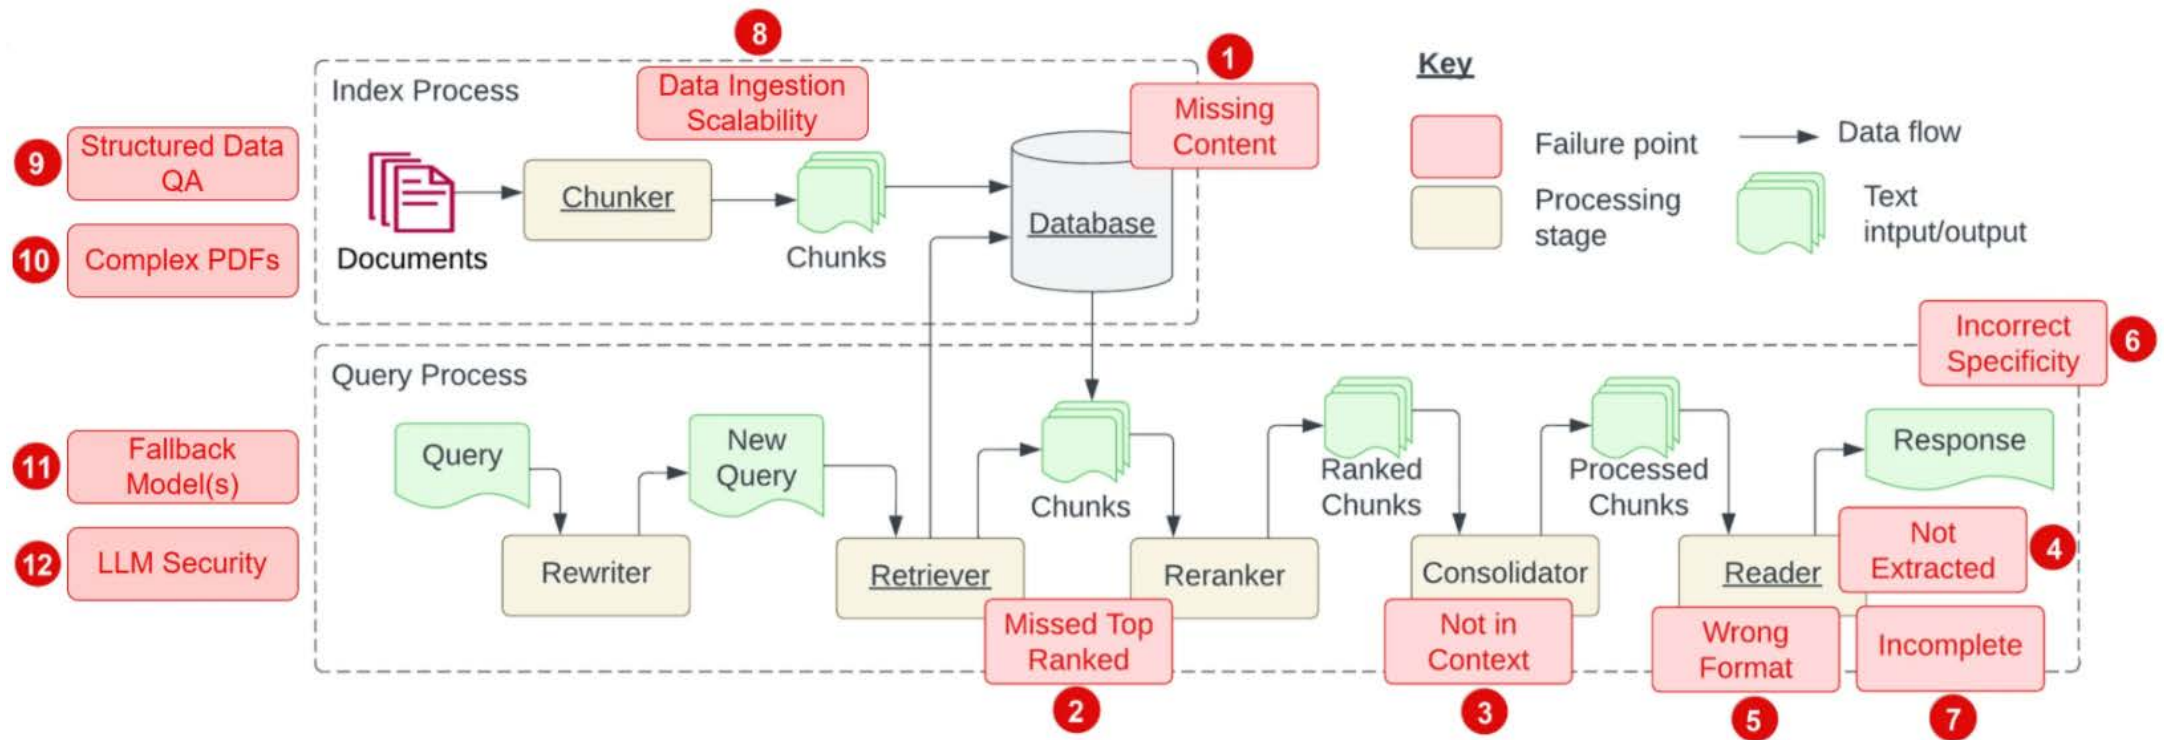 8
1
Key
Index Process
Data Ingestion
Scalability
Missing
Content
Failure point
Data flow
9
Structured Data
QA
Chunker
Database
Processing
stage
Text
intput/output
10
Complex PDFs
Documents
Chunks
Incorrect
Specificity
6
Query Process
11
Fallback
Model(s)
Query
New
Query
Chunks
Ranked
Chunks
Processed
Chunks
Response
12
LLM Security
Rewriter
Retriever
Reranker
Consolidator
Reader
Not
Extracted
4
Missed Top
Ranked
Not in
Context
Wrong
Format
Incomplete
2
3
5
7